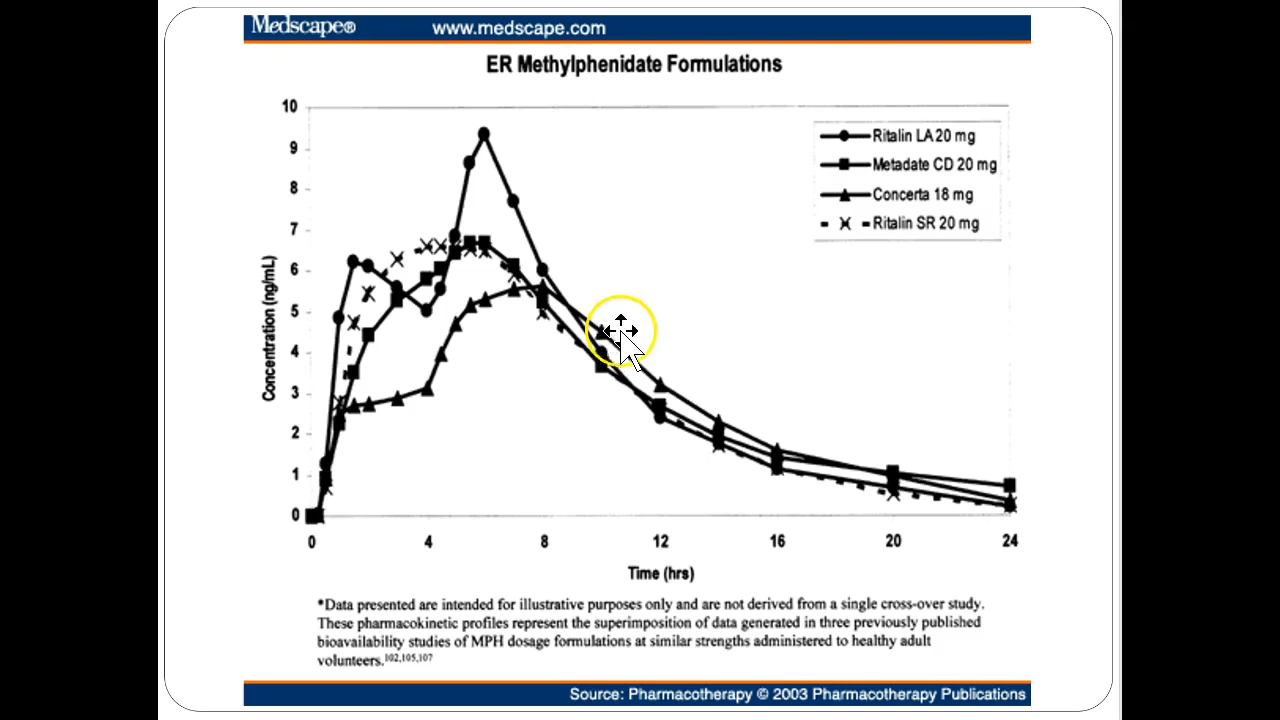 Medscape® www.medscape.com
ER Methylphenidate Formulations
10
9
8
7
6
5
4
3
2
1
0
Concentration (ng/mL)
Ritalin LA 20 mg
Metadate CD 20 mg
Concerta 18 mg
Ritalin SR 20 mg
0 4 8 12 16 20 24
Time (hrs)
*Data presented are intended for illustrative purposes only and are not derived from a single cross-over study.
These pharmacokinetic profiles represent the superimposition of data generated in three previously published
bioavailability studies of MPH dosage formulations at similar strengths administered to healthy adult
volunteers.102,105,107
Source: Pharmacotherapy © 2003 Pharmacotherapy Publications